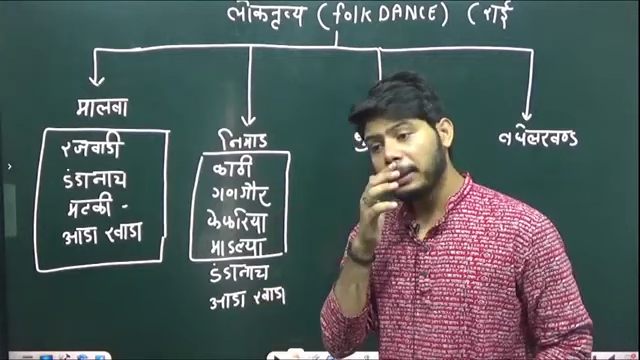 लोकनृत्य (folk DANCE) (राई
मालवा
रजवाडी
डंडानाच
मटकी -
आडा खाडा
निमाड
काठी
गणगौर
केफरिया
माडल्या
डंडानाच
आडा खाडा
बघेलखण्ड